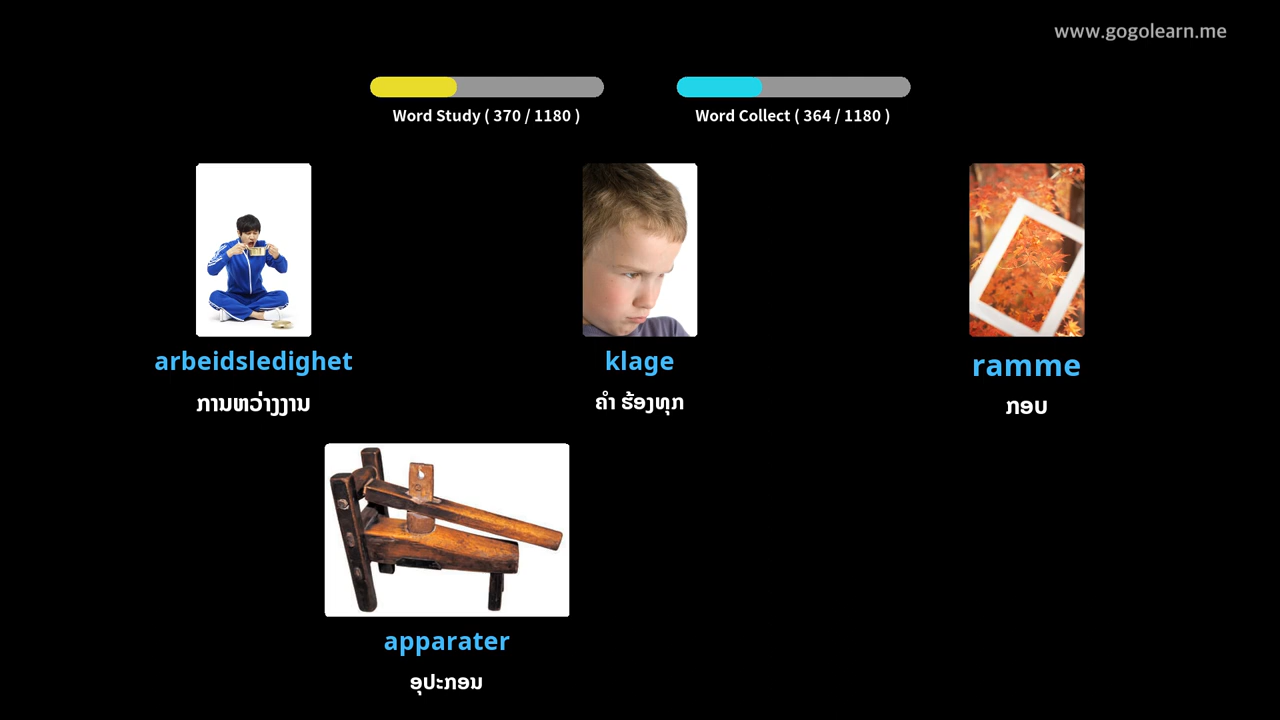 www.gogolearn.me
Word Study ( 370 / 1180 )
Word Collect ( 364 / 1180 )
arbeidsledighet
ການຫວ່າງງານ
klage
ຄຳ ຮ້ອງທຸກ
ramme
ກອບ
apparater
ອຸປະກອນ